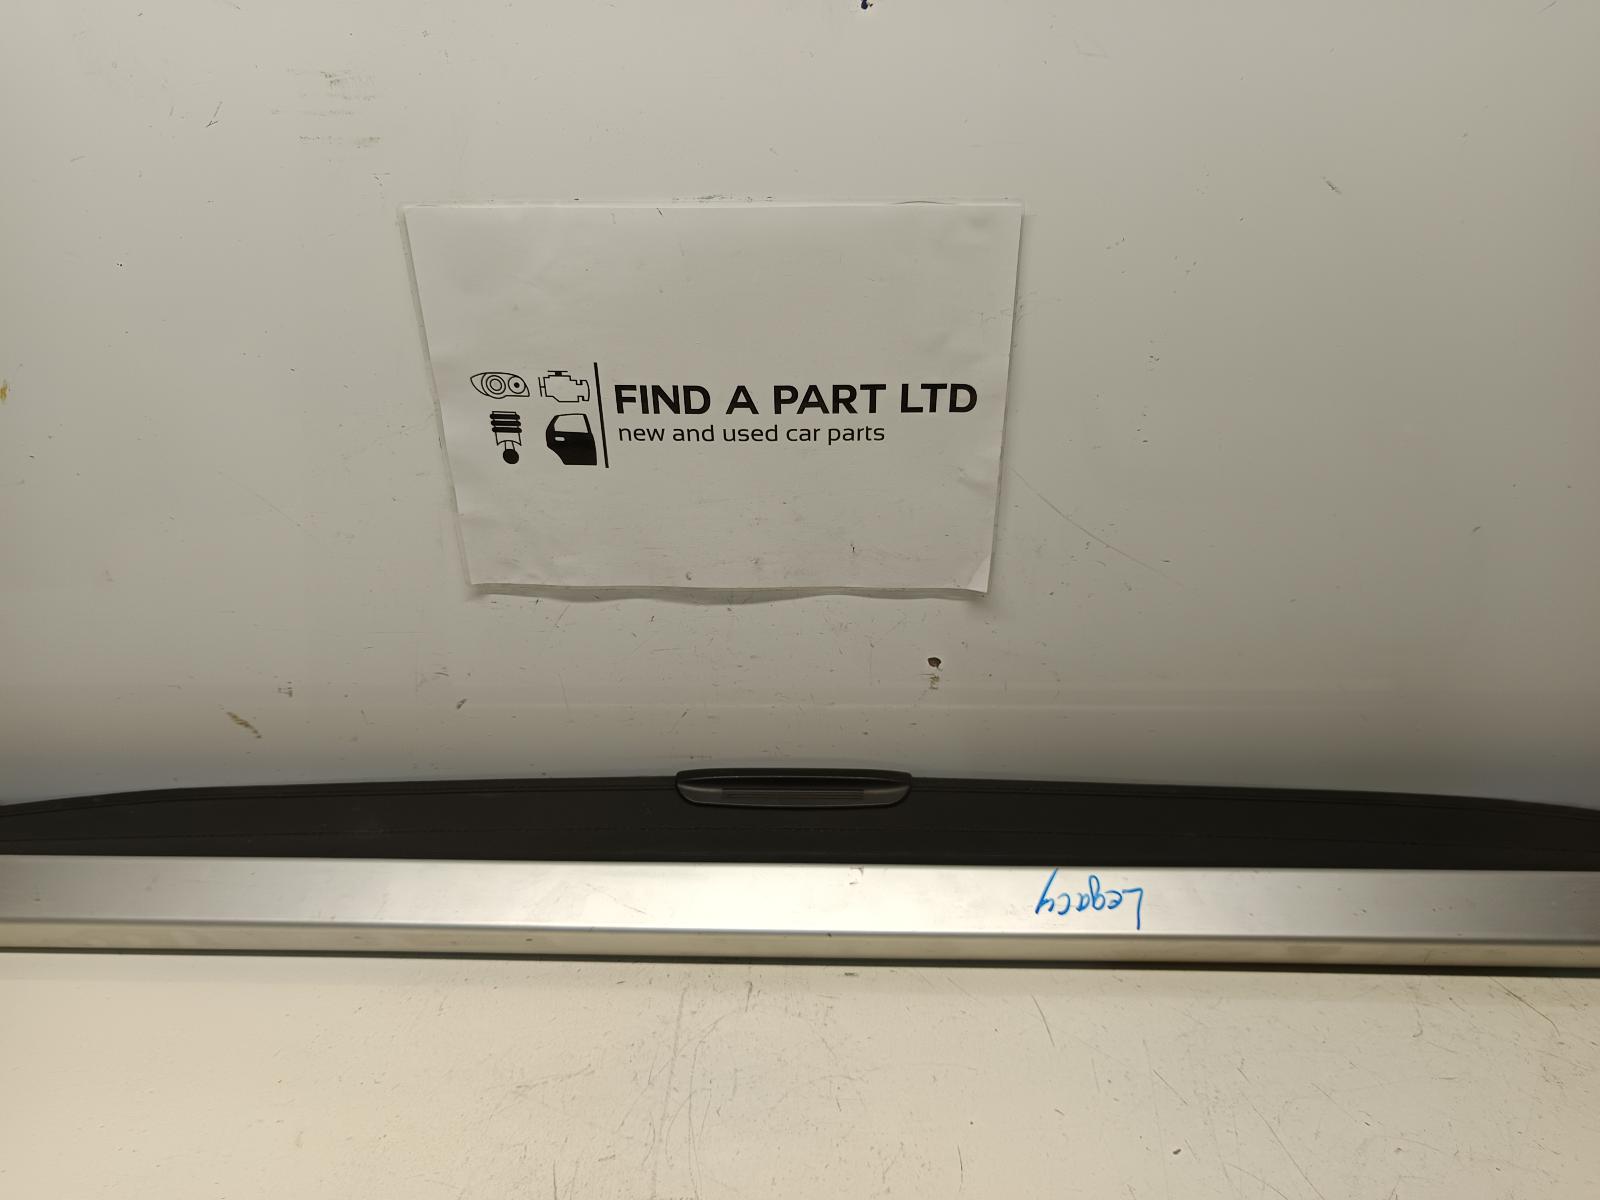 FIND A PART LTD
new and used car parts
Legacy